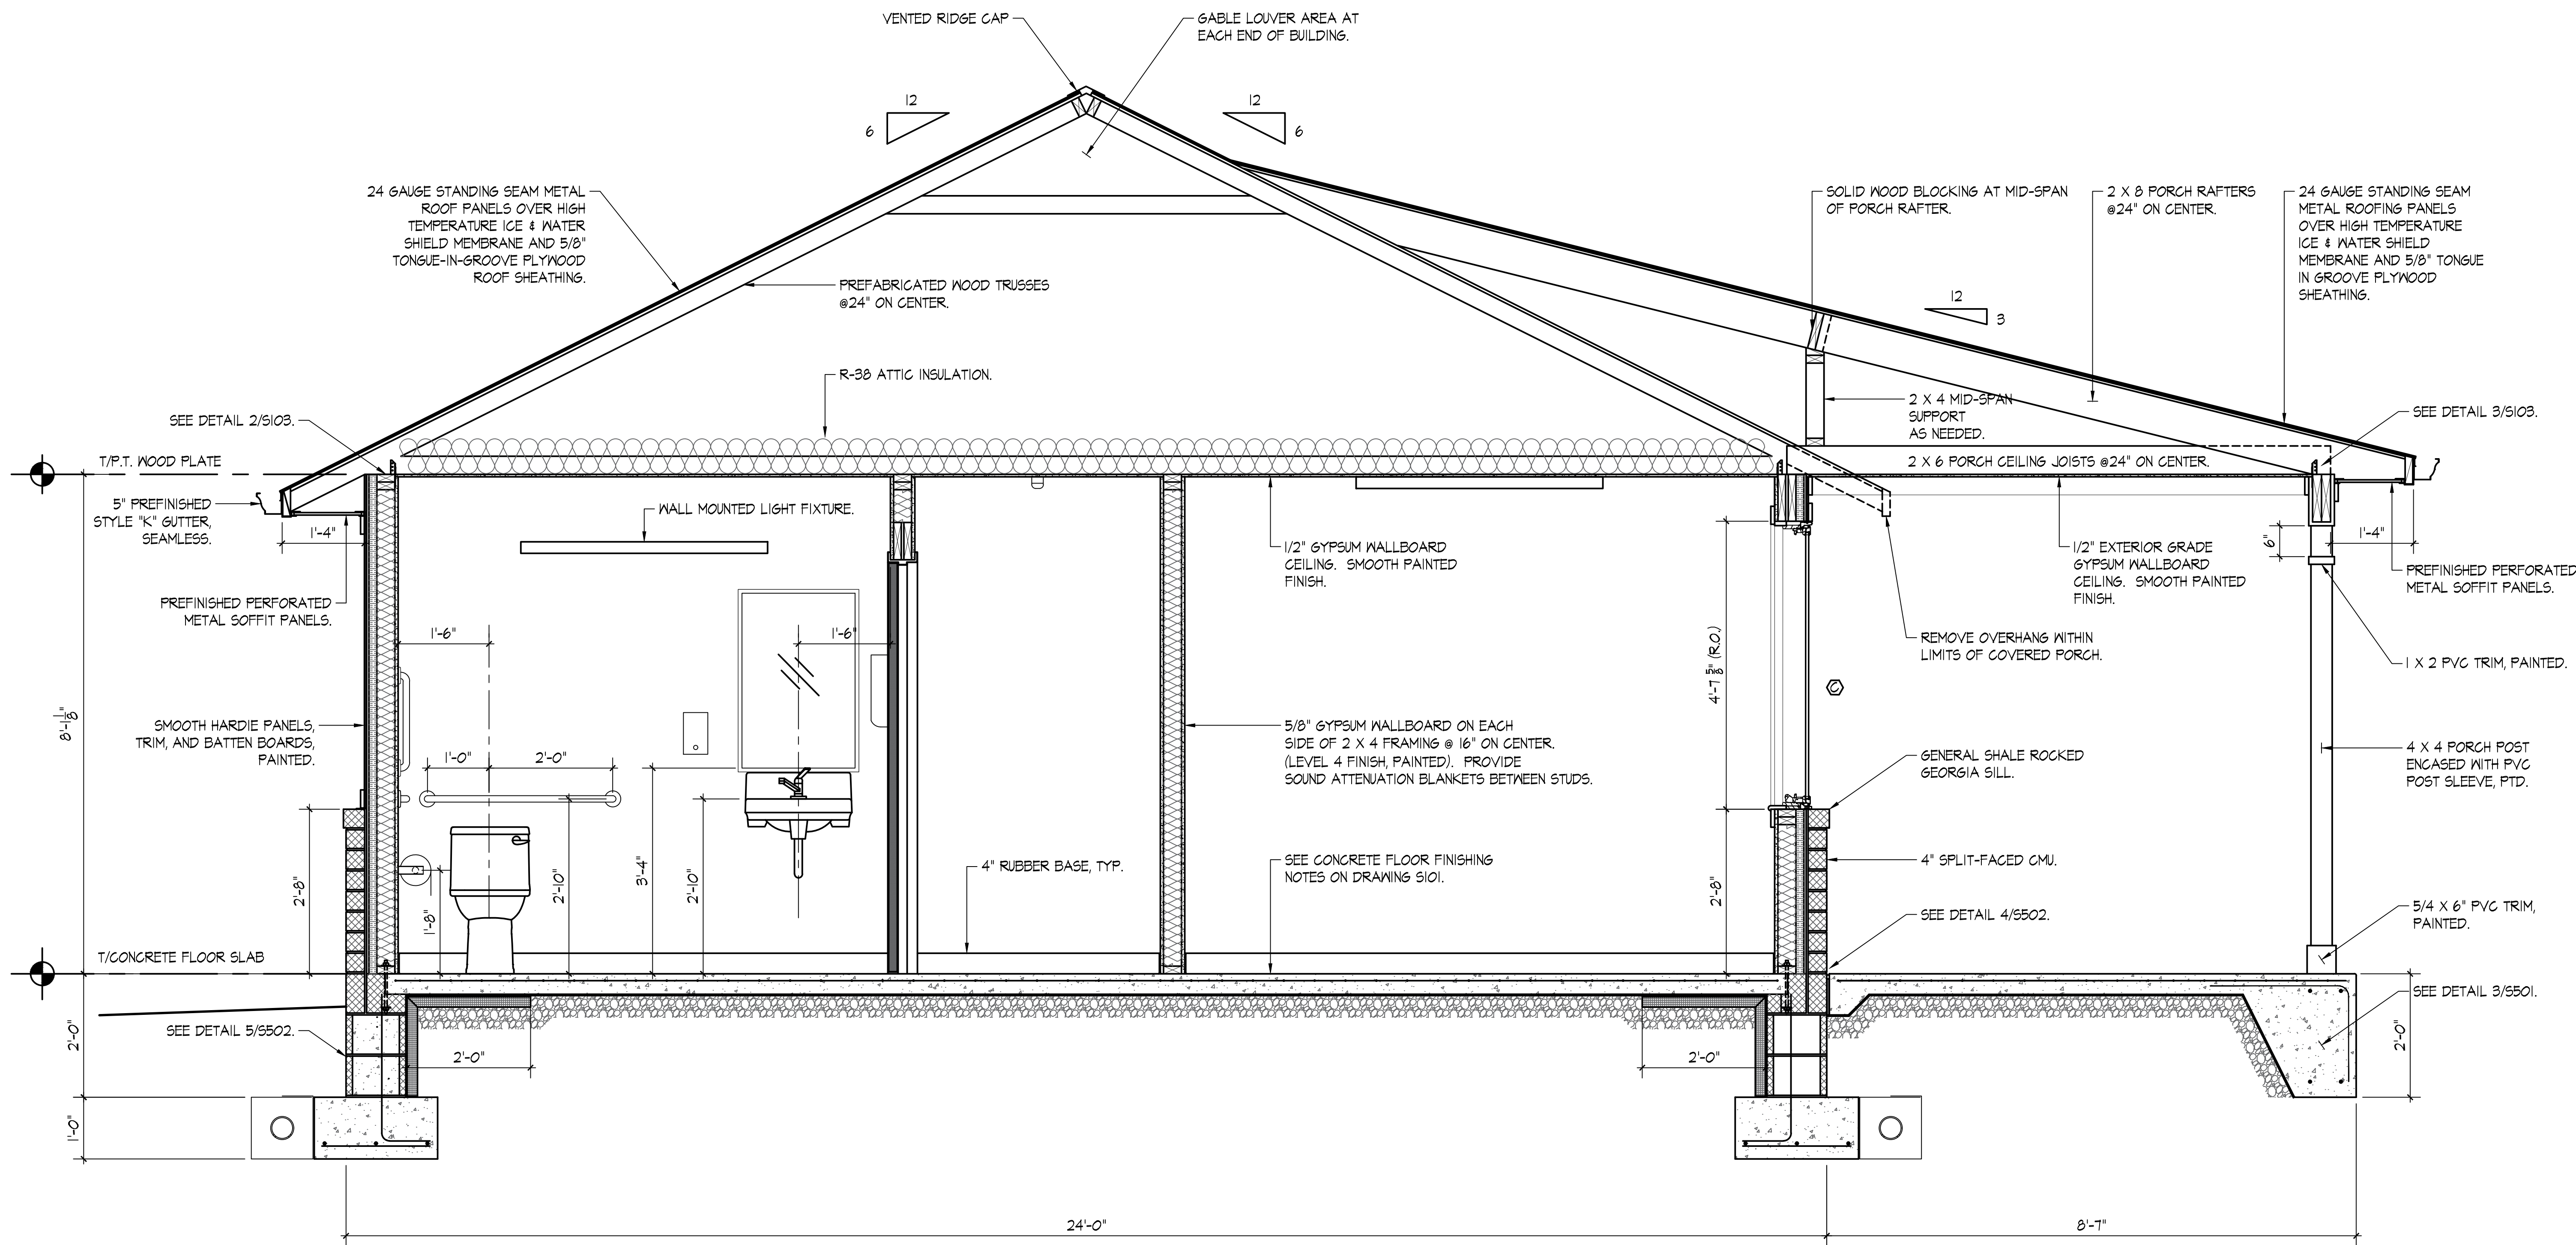 VENTED RIDGE CAP
GABLE LOUVER AREA AT
EACH END OF BUILDING.
12
6
12
6
24 GAUGE STANDING SEAM METAL
ROOF PANELS OVER HIGH
TEMPERATURE ICE & WATER
SHIELD MEMBRANE AND 5/8"
TONGUE-IN-GROOVE PLYWOOD
ROOF SHEATHING.
SOLID WOOD BLOCKING AT MID-SPAN
OF PORCH RAFTER.
2 X 8 PORCH RAFTERS
@24" ON CENTER.
24 GAUGE STANDING SEAM
METAL ROOFING PANELS
OVER HIGH TEMPERATURE
ICE & WATER SHIELD
MEMBRANE AND 5/8" TONGUE
IN GROOVE PLYWOOD
SHEATHING.
PREFABRICATED WOOD TRUSSES
@24" ON CENTER.
12
3
R-38 ATTIC INSULATION.
2 X 4 MID-SPAN
SUPPORT
AS NEEDED.
SEE DETAIL 2/S103.
SEE DETAIL 3/S103.
T/P.T. WOOD PLATE
2 X 6 PORCH CEILING JOISTS @24" ON CENTER.
5" PREFINISHED
STYLE "K" GUTTER,
SEAMLESS.
1'-4"
WALL MOUNTED LIGHT FIXTURE.
1/2" GYPSUM WALLBOARD
CEILING.  SMOOTH PAINTED
FINISH.
1/2" EXTERIOR GRADE
GYPSUM WALLBOARD
CEILING.  SMOOTH PAINTED
FINISH.
6"
1'-4"
PREFINISHED PERFORATED
METAL SOFFIT PANELS.
PREFINISHED PERFORATED
METAL SOFFIT PANELS.
1'-6"
1'-6"
4'-7 5/8" (R.O.)
REMOVE OVERHANG WITHIN
LIMITS OF COVERED PORCH.
1 X 2 PVC TRIM, PAINTED.
8'-1 1/8"
SMOOTH HARDIE PANELS,
TRIM, AND BATTEN BOARDS,
PAINTED.
1'-0"
2'-0"
5/8" GYPSUM WALLBOARD ON EACH
SIDE OF 2 X 4 FRAMING @ 16" ON CENTER.
(LEVEL 4 FINISH, PAINTED).  PROVIDE
SOUND ATTENUATION BLANKETS BETWEEN STUDS.
GENERAL SHALE ROCKED
GEORGIA SILL.
4 X 4 PORCH POST
ENCASED WITH PVC
POST SLEEVE, PTD.
2'-8"
1'-8"
2'-10"
3'-4"
2'-10"
4" RUBBER BASE, TYP.
SEE CONCRETE FLOOR FINISHING
NOTES ON DRAWING S101.
2'-8"
4" SPLIT-FACED CMU.
SEE DETAIL 4/S502.
5/4 X 6" PVC TRIM,
PAINTED.
T/CONCRETE FLOOR SLAB
SEE DETAIL 3/S501.
SEE DETAIL 5/S502.
2'-0"
2'-0"
2'-0"
2'-0"
1'-0"
24'-0"
8'-7"